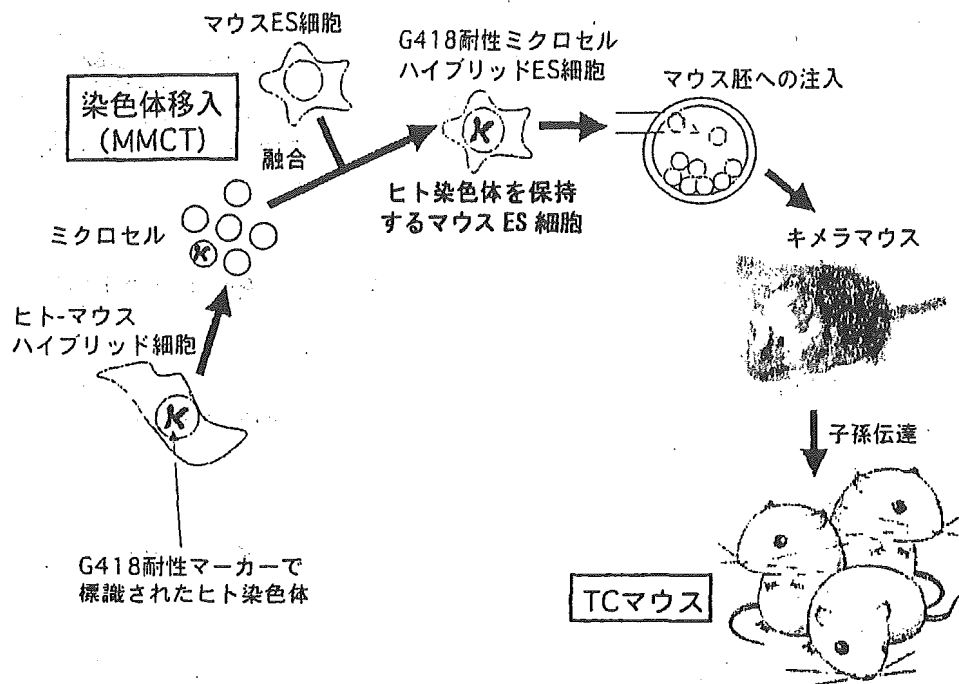 マウスES細胞
G418耐性ミクロセル
ハイブリッドES細胞
マウス胚への注入
染色体移入
(MMCT)
融合
ヒト染色体を保持
するマウス ES 細胞
ミクロセル
キメラマウス
ヒト-マウス
ハイブリッド細胞
子孫伝達
G418耐性マーカーで
標識されたヒト染色体
TCマウス